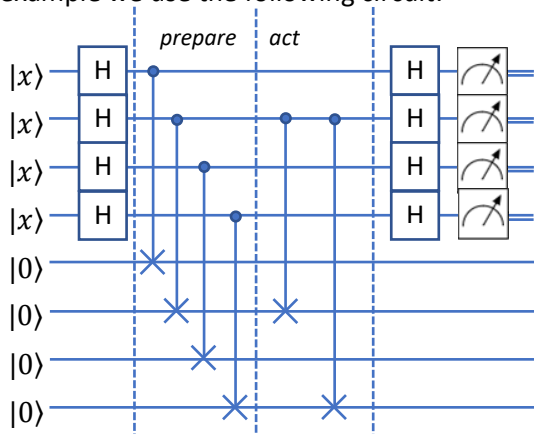 example we use the following circuit:
prepare act
|x⟩ H H
|x⟩ H H
|x⟩ H H
|x⟩ H H
|0⟩
|0⟩
|0⟩
|0⟩